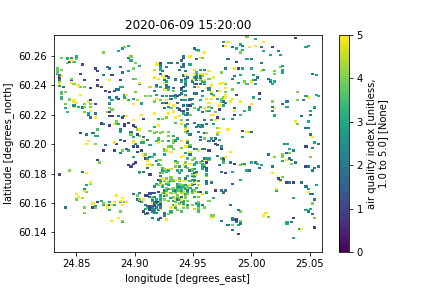 2020-06-09 15:20:00
latitude [degrees_north]
60.26
60.24
60.22
60.20
60.18
60.16
60.14
24.85 24.90 24.95 25.00 25.05
longitude [degrees_east]
5
4
3
2
1
0
air quality index [unitless,
1.0 to 5.0] [None]